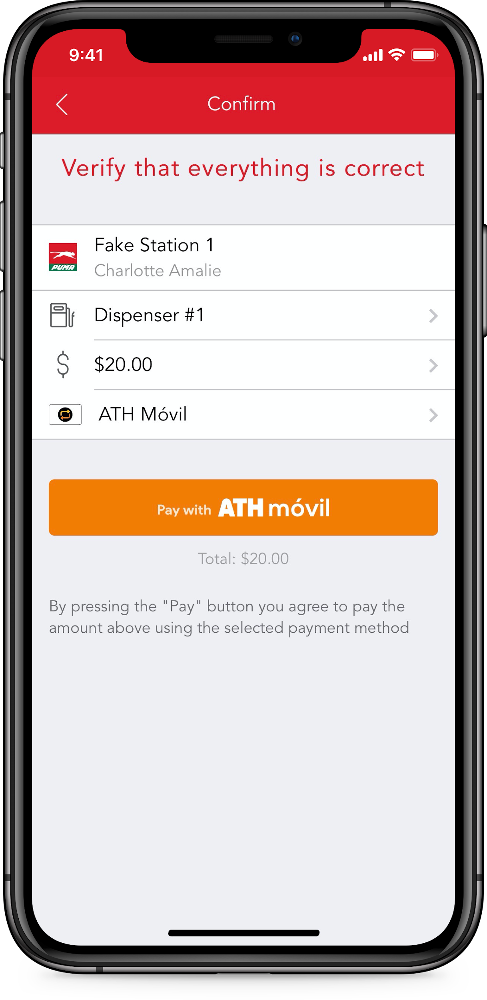 9:41
Confirm
Verify that everything is correct
Fake Station 1
PUMA
Charlotte Amalie
Dispenser #1
$20.00
ATH Móvil
Pay with ATH móvil
Total: $20.00
By pressing the "Pay" button you agree to pay the
amount above using the selected payment method